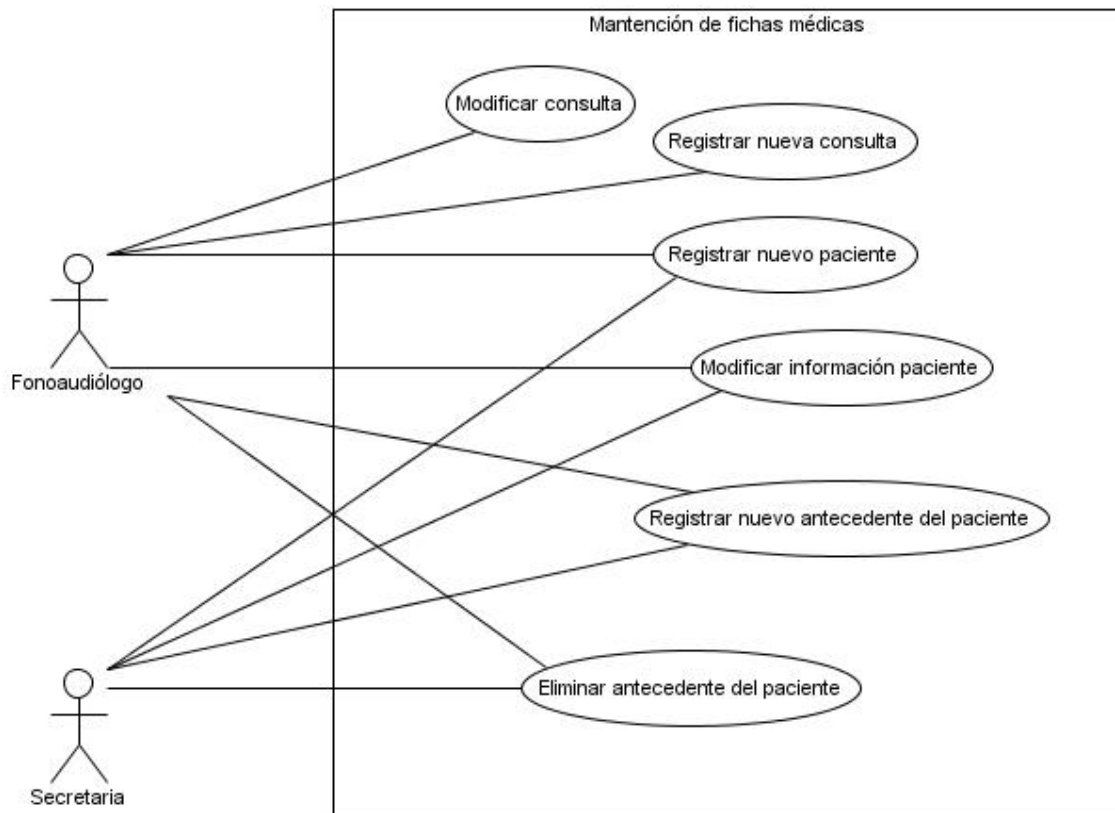 Mantención de fichas médicas
Modificar consulta
Registrar nueva consulta
Registrar nuevo paciente
Modificar información paciente
Fonoaudiólogo
Registrar nuevo antecedente del paciente
Eliminar antecedente del paciente
Secretaria